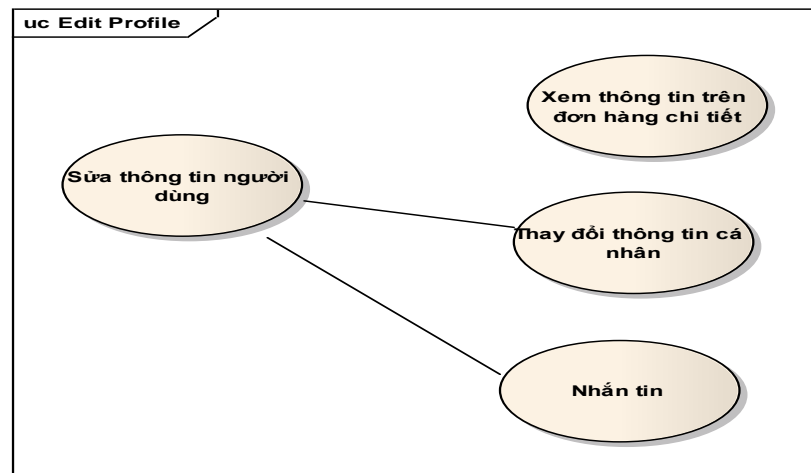 uc Edit Profile
Xem thông tin trên
đơn hàng chi tiết
Sửa thông tin người
dùng
Thay đổi thông tin cá
nhân
Nhắn tin